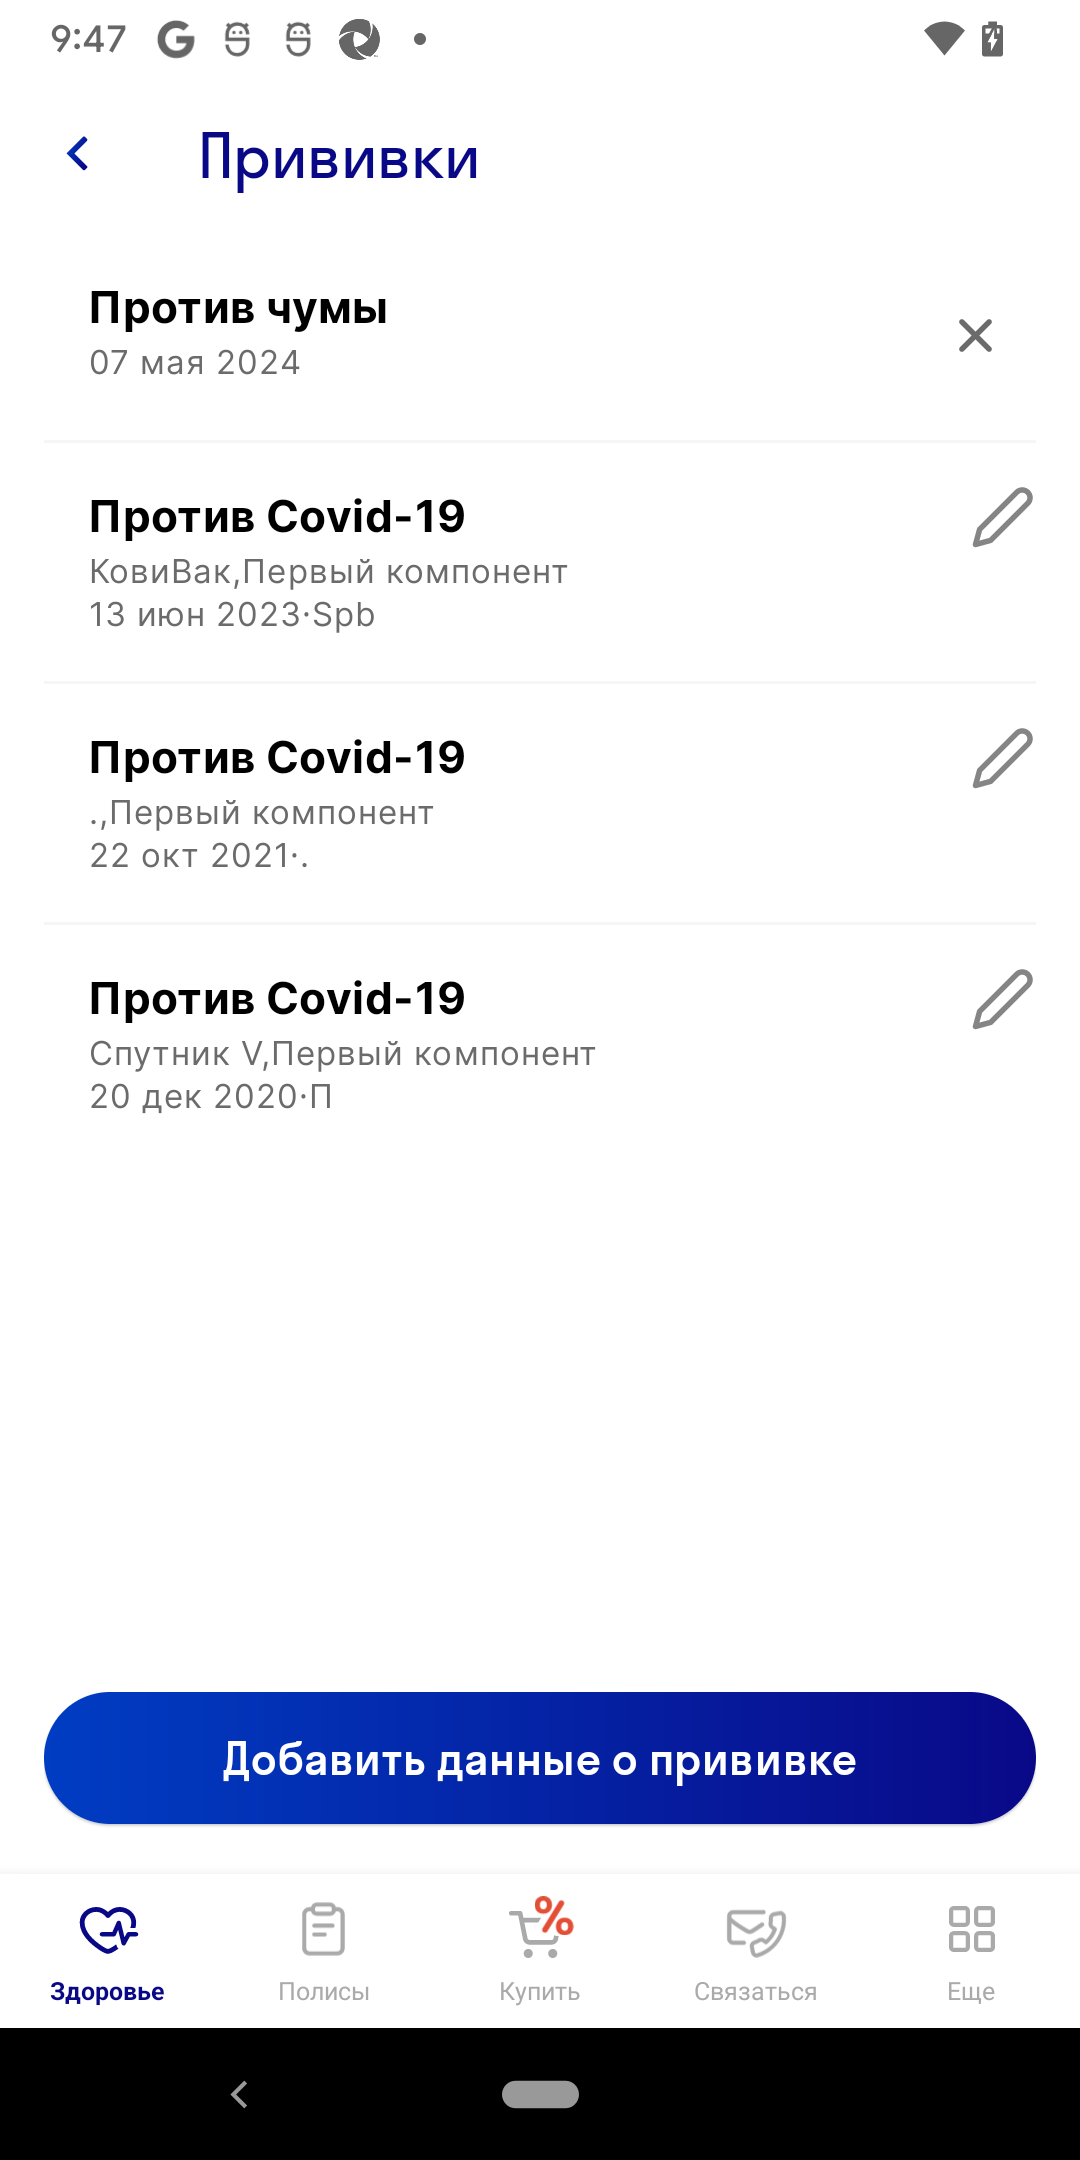 9:47
Прививки
Против чумы
07 мая 2024
Против Covid-19
КовиВак,Первый компонент
13 июн 2023·Spb
Против Covid-19
.,Первый компонент
22 окт 2021·.
Против Covid-19
Спутник V,Первый компонент
20 дек 2020·П
Добавить данные о прививке
Здоровье
Полисы
Купить
Связаться
Еще